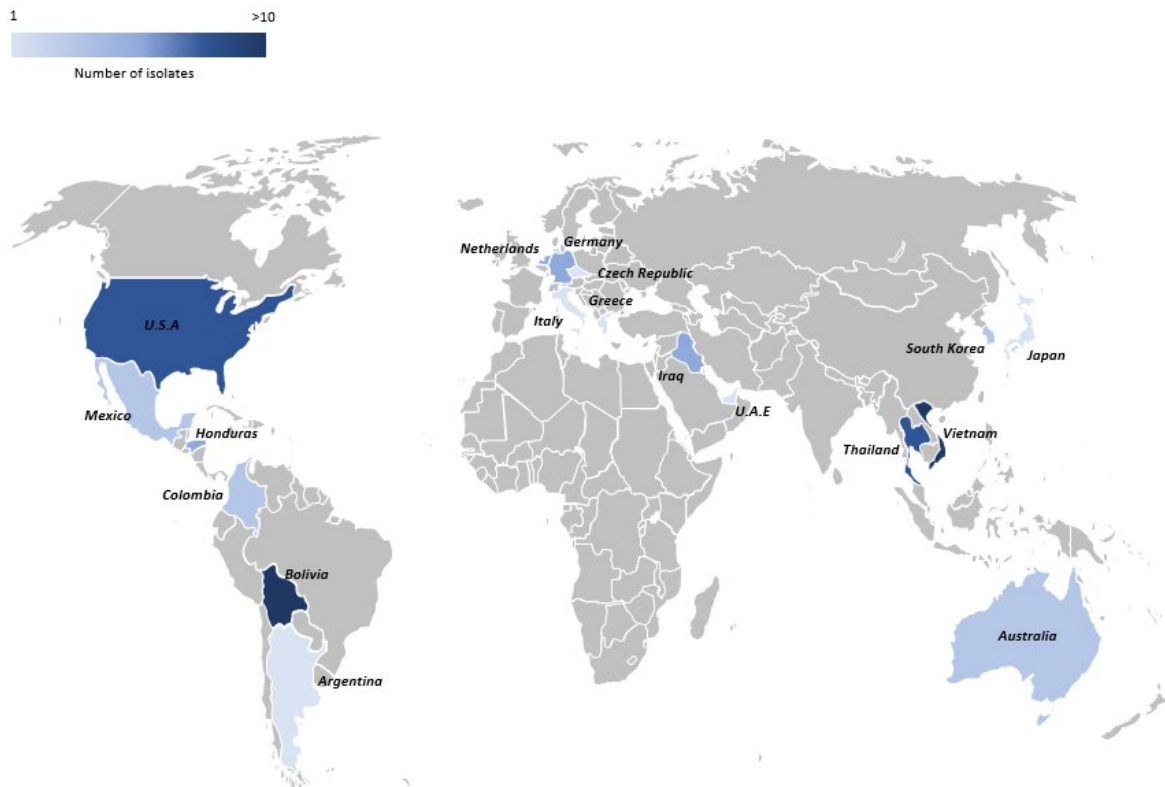 1 >10
Number of isolates
Netherlands
Germany
Czech Republic
Greece
Italy
U.S.A
South Korea
Japan
Iraq
U.A.E
Mexico
Honduras
Vietnam
Thailand
Colombia
Bolivia
Australia
Argentina